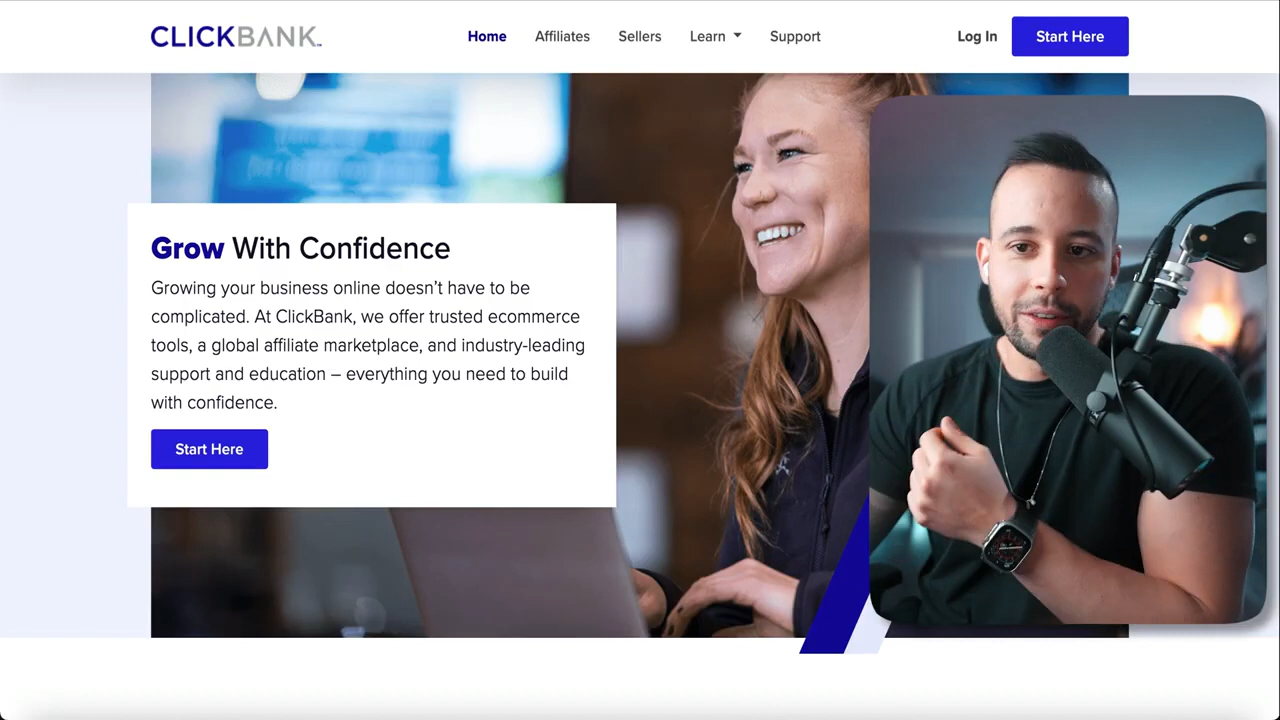 CLICKBANK
Home Affiliates Sellers Learn Support Log In Start Here
Grow With Confidence
Growing your business online doesn’t have to be
complicated. At ClickBank, we offer trusted ecommerce
tools, a global affiliate marketplace, and industry-leading
support and education – everything you need to build
with confidence.
Start Here